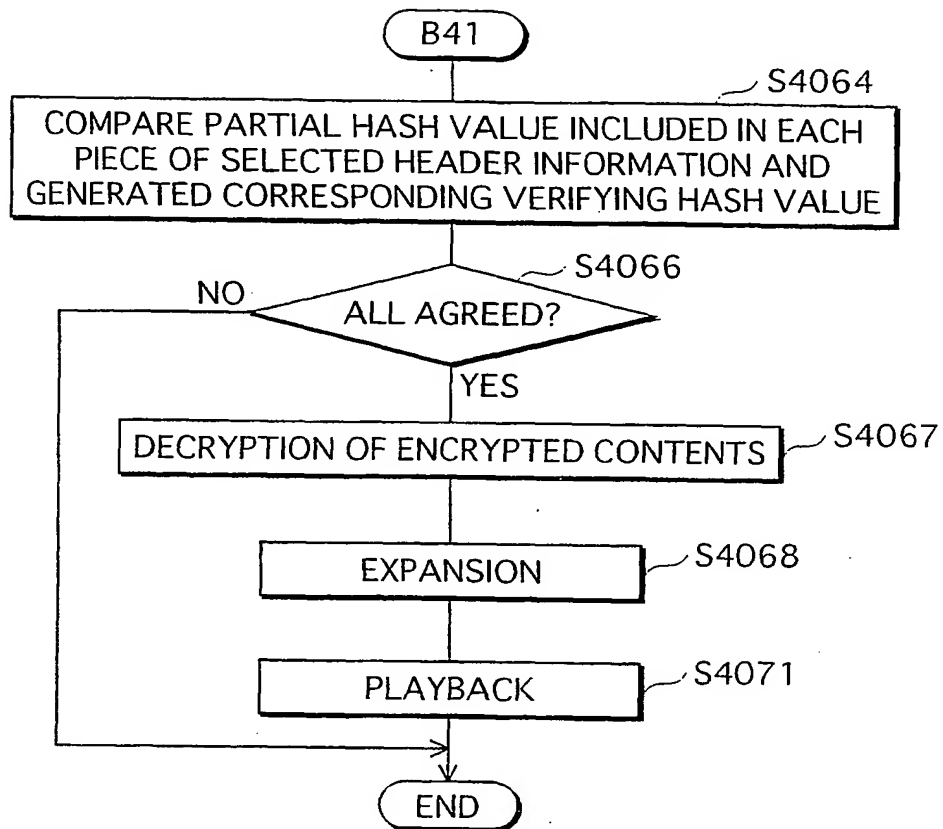 B41
S4064
COMPARE PARTIAL HASH VALUE INCLUDED IN EACH
PIECE OF SELECTED HEADER INFORMATION AND
GENERATED CORRESPONDING VERIFYING HASH VALUE
S4066
NO
ALL AGREED?
YES
S4067
DECRYPTION OF ENCRYPTED CONTENTS
S4068
EXPANSION
S4071
PLAYBACK
END